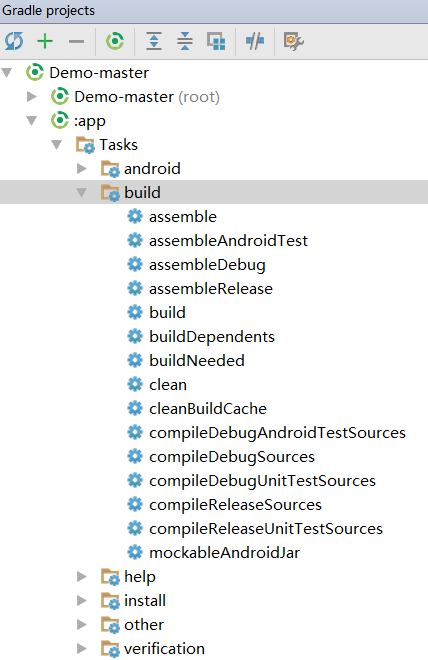 Gradle projects
Demo-master
Demo-master (root)
:app
Tasks
android
build
assemble
assembleAndroidTest
assembleDebug
assembleRelease
build
buildDependents
buildNeeded
clean
cleanBuildCache
compileDebugAndroidTestSources
compileDebugSources
compileDebugUnitTestSources
compileReleaseSources
compileReleaseUnitTestSources
mockableAndroidJar
help
install
other
verification